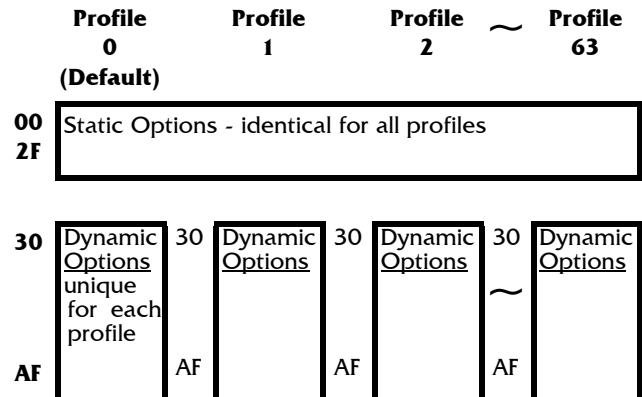 Profile Profile Profile ~ Profile
0 1 2 63
(Default)
00 Static Options - identical for all profiles
2F
30 Dynamic 30 Dynamic 30 Dynamic 30 Dynamic
Options Options Options Options
unique ~
for each
profile
AF AF AF AF